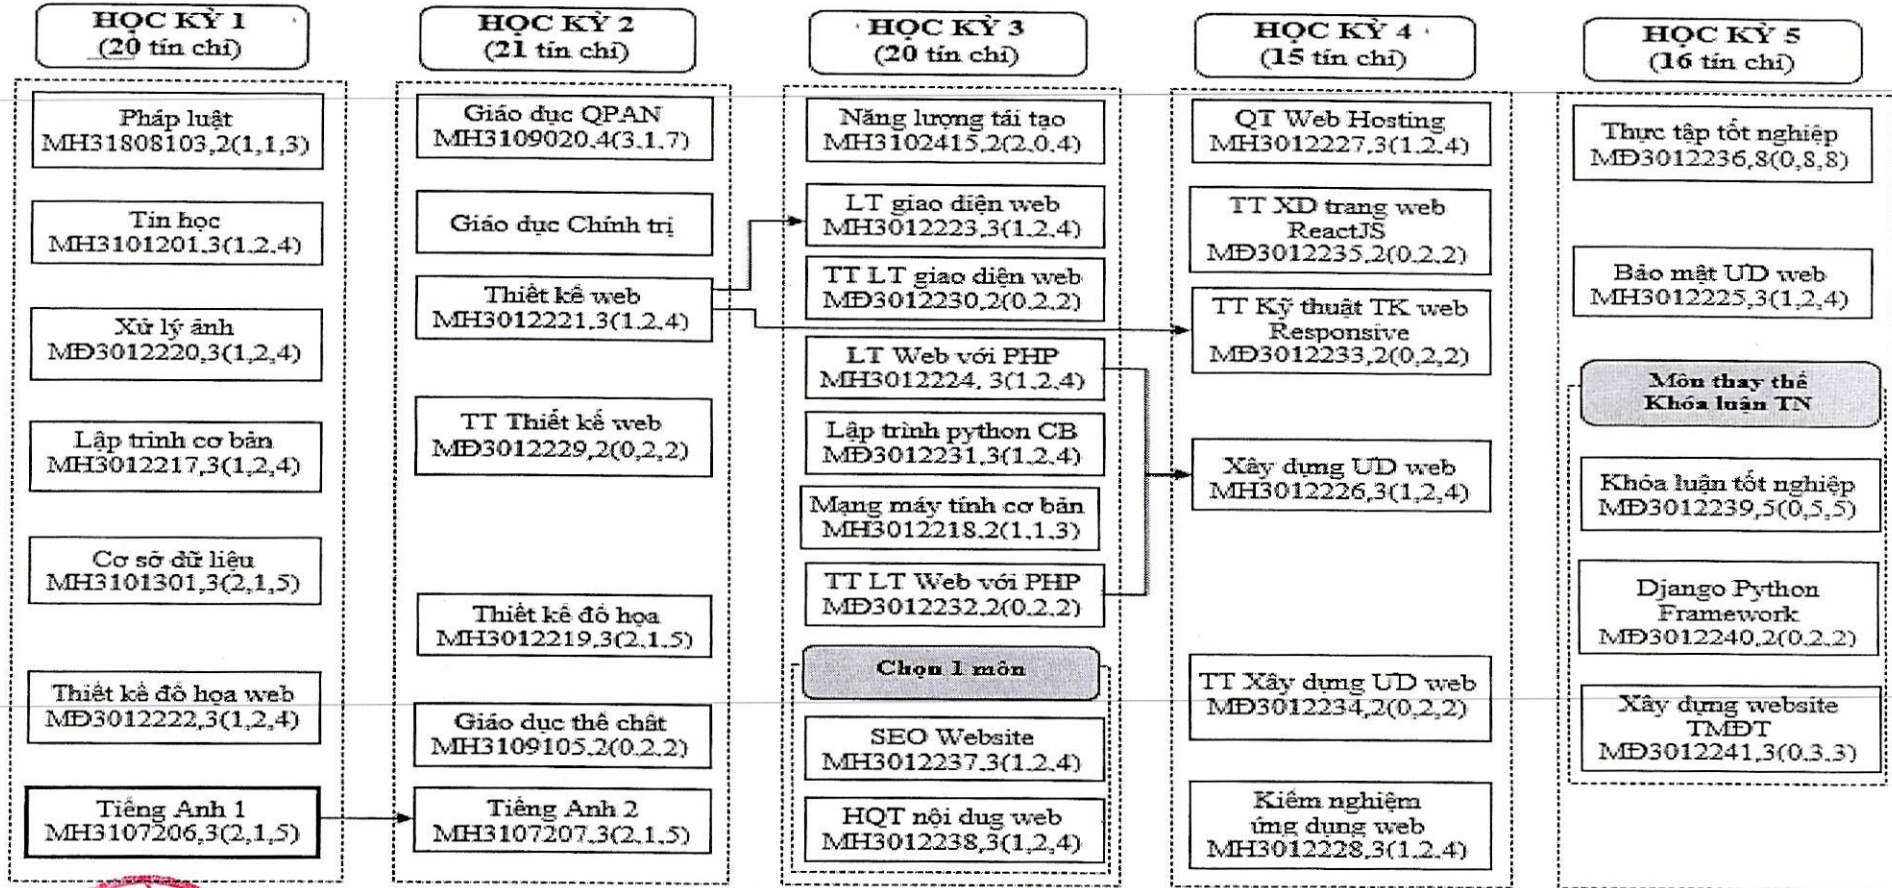 HỌC KỲ 1
(20 tín chỉ)
Pháp luật
MH31808103,2(1,1,3)
Tin học
MH3101201,3(1,2,4)
Xử lý ảnh
MĐ3012220,3(1,2,4)
Lập trình cơ bản
MH3012217,3(1,2,4)
Cơ sở dữ liệu
MH3101301,3(2,1,5)
Thiết kế đồ họa web
MĐ3012222,3(1,2,4)
Tiếng Anh 1
MH3107206,3(2,1,5)
HỌC KỲ 2
(21 tín chỉ)
Giáo dục QPAN
MH3109020,4(3,1,7)
Giáo dục Chính trị
Thiết kế web
MH3012221,3(1,2,4)
TT Thiết kế web
MĐ3012229,2(0,2,2)
Thiết kế đồ họa
MH3012219,3(2,1,5)
Giáo dục thể chất
MH3109105,2(0,2,2)
Tiếng Anh 2
MH3107207,3(2,1,5)
HỌC KỲ 3
(20 tín chỉ)
Năng lượng tái tạo
MH3102415,2(2,0,4)
LT giao diện web
MH3012223,3(1,2,4)
TT LT giao diện web
MĐ3012230,2(0,2,2)
LT Web với PHP
MH3012224, 3(1,2,4)
Lập trình python CB
MĐ3012231,3(1,2,4)
Mạng máy tính cơ bản
MH3012218,2(1,1,3)
TT LT Web với PHP
MĐ3012232,2(0,2,2)
Chọn 1 môn
SEO Website
MH3012237,3(1,2,4)
HQT nội dug web
MH3012238,3(1,2,4)
HỌC KỲ 4
(15 tín chỉ)
QT Web Hosting
MH3012227,3(1,2,4)
TT XD trang web
ReactJS
MĐ3012235,2(0,2,2)
TT Kỹ thuật TK web
Responsive
MĐ3012233,2(0,2,2)
Xây dựng UD web
MH3012226,3(1,2,4)
TT Xây dựng UD web
MĐ3012234,2(0,2,2)
Kiểm nghiệm
ứng dụng web
MH3012228,3(1,2,4)
HỌC KỲ 5
(16 tín chỉ)
Thực tập tốt nghiệp
MĐ3012236,8(0,8,8)
Bảo mật UD web
MH3012225,3(1,2,4)
Môn thay thế
Khóa luận TN
Khóa luận tốt nghiệp
MĐ3012239,5(0,5,5)
Django Python
Framework
MĐ3012240,2(0,2,2)
Xây dựng website
TMĐT
MĐ3012241,3(0,3,3)